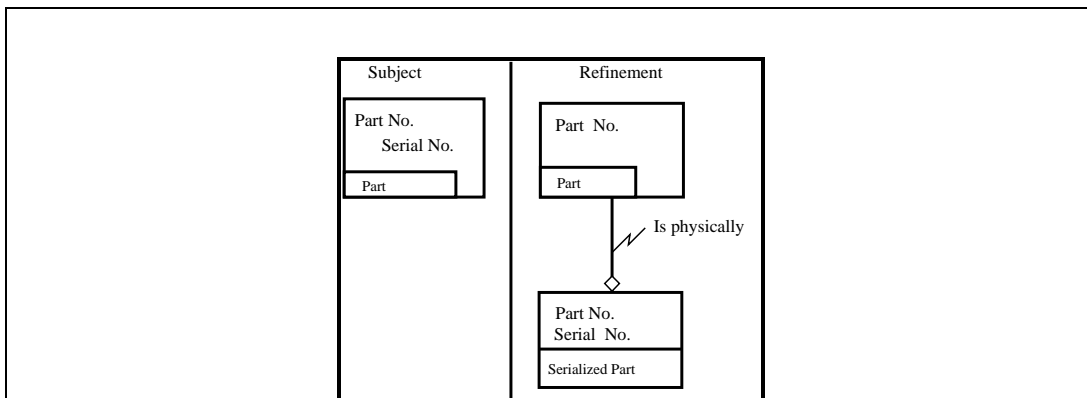 Subject
Part No.
Serial No.
Part
Refinement
Part No.
Part
Is physically
Part No.
Serial No.
Serialized Part